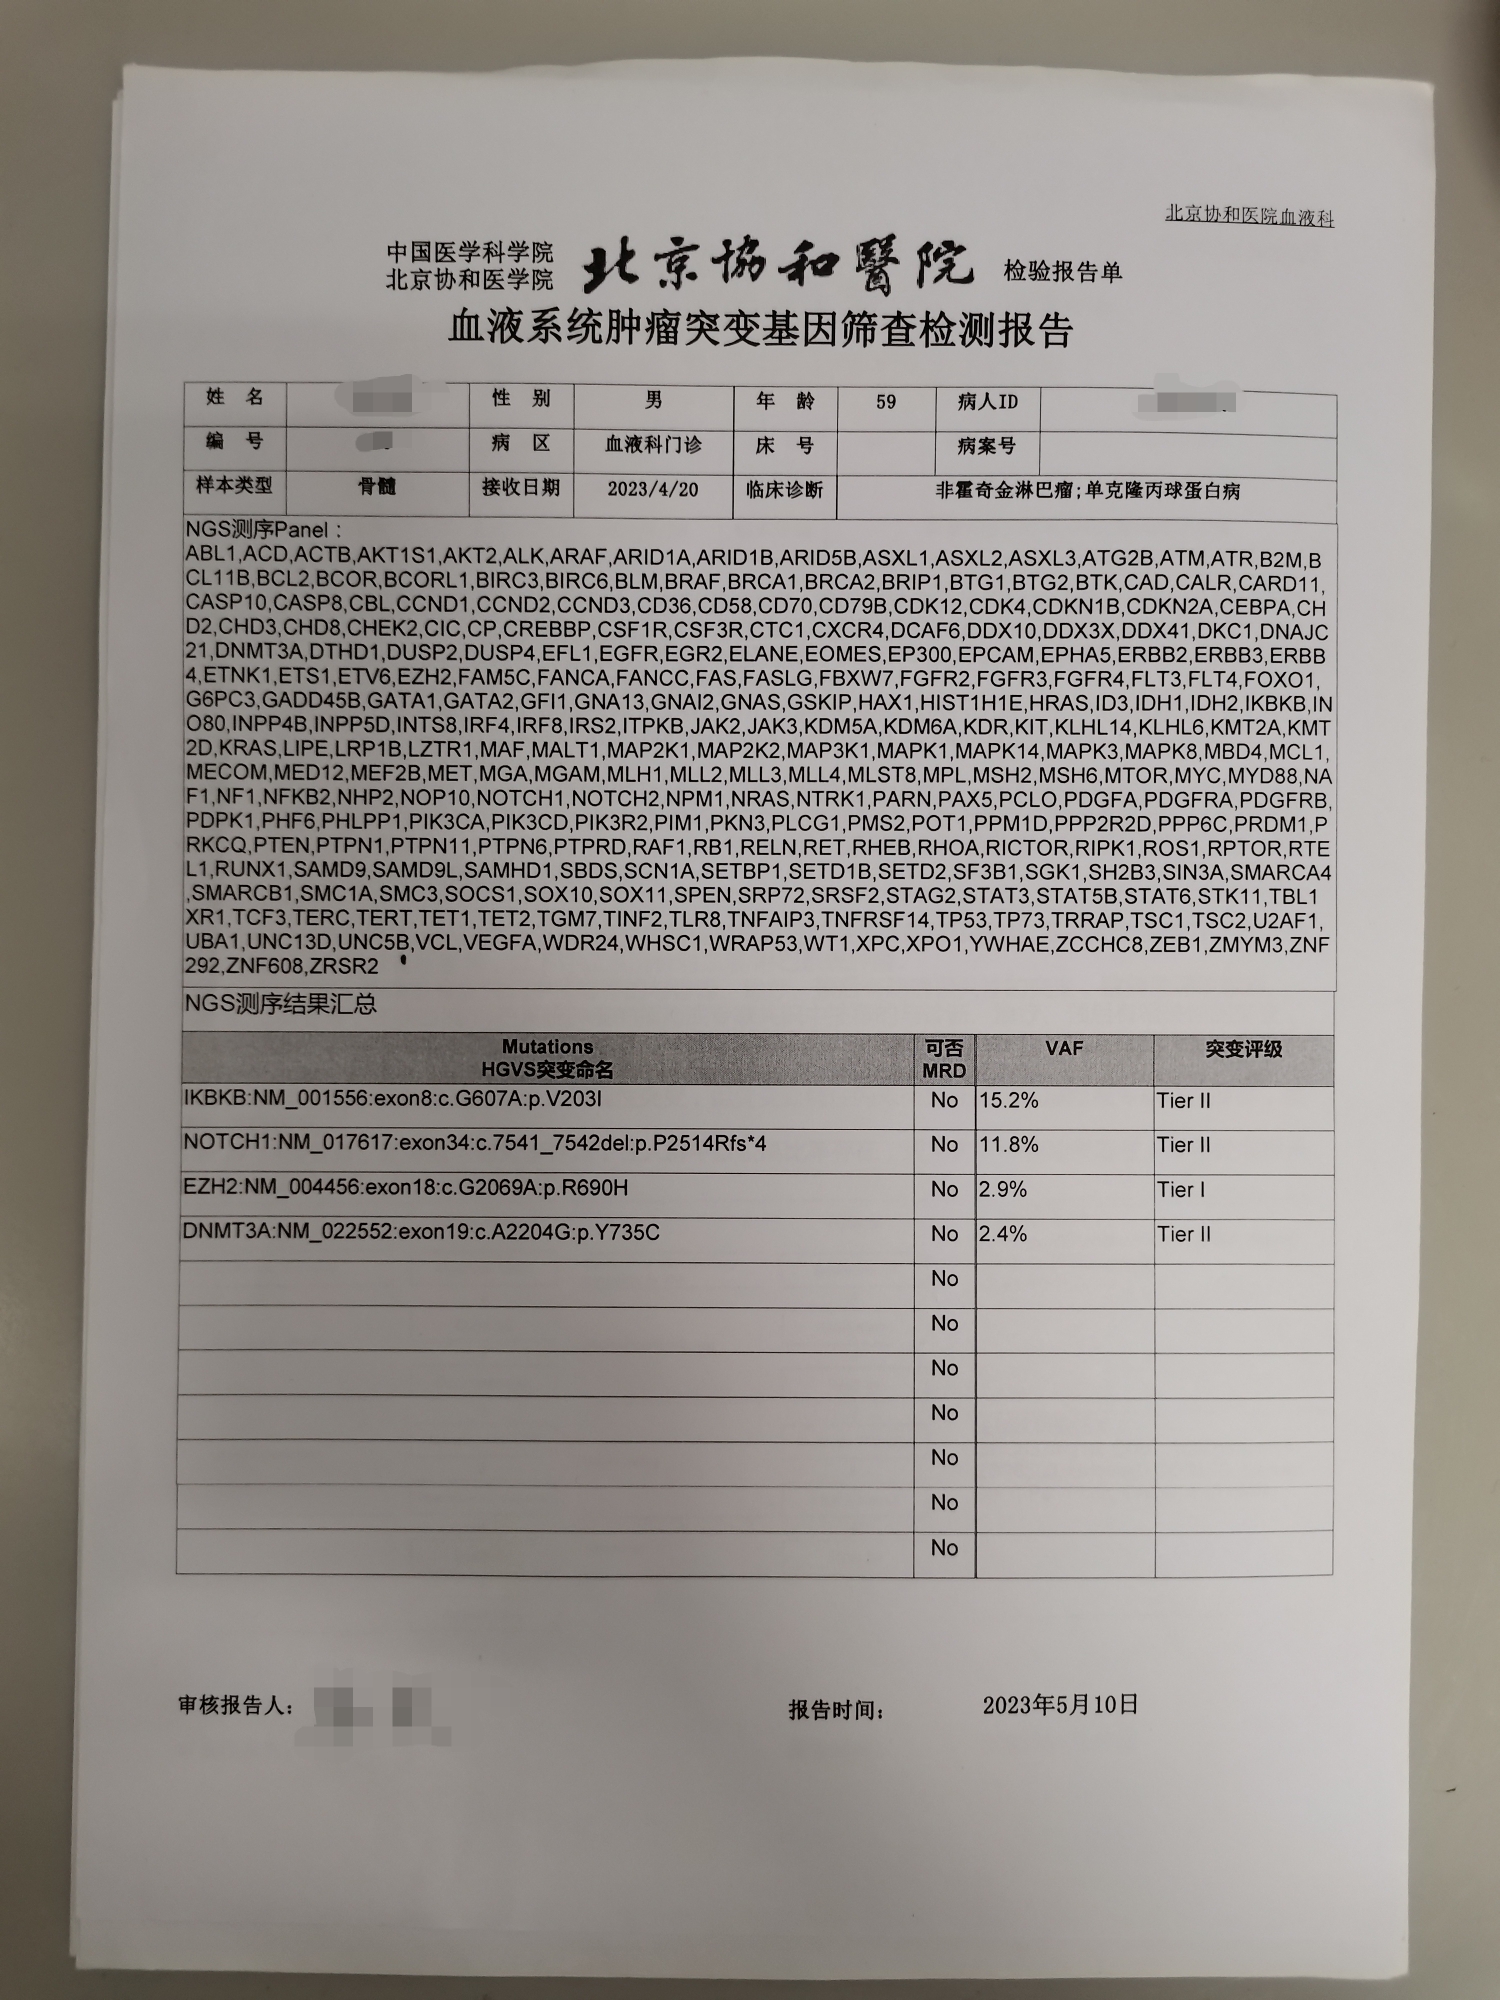 北京协和医院血液科
中国医学科学院
北京协和医学院
北京協和醫院 检验报告单
血液系统肿瘤突变基因筛查检测报告
姓 名 性 别 男 年 龄 59 病人ID
编 号 病 区 血液科门诊 床 号 病案号
样本类型 骨髓 接收日期 2023/4/20 临床诊断 非霍奇金淋巴瘤;单克隆丙球蛋白病
NGS测序Panel：
ABL1,ACD,ACTB,AKT1S1,AKT2,ALK,ARAF,ARID1A,ARID1B,ARID5B,ASXL1,ASXL2,ASXL3,ATG2B,ATM,ATR,B2M,B
CL11B,BCL2,BCOR,BCORL1,BIRC3,BIRC6,BLM,BRAF,BRCA1,BRCA2,BRIP1,BTG1,BTG2,BTK,CAD,CALR,CARD11,
CASP10,CASP8,CBL,CCND1,CCND2,CCND3,CD36,CD58,CD70,CD79B,CDK12,CDK4,CDKN1B,CDKN2A,CEBPA,CH
D2,CHD3,CHD8,CHEK2,CIC,CP,CREBBP,CSF1R,CSF3R,CTC1,CXCR4,DCAF6,DDX10,DDX3X,DDX41,DKC1,DNAJC
21,DNMT3A,DTHD1,DUSP2,DUSP4,EFL1,EGFR,EGR2,ELANE,EOMES,EP300,EPCAM,EPHA5,ERBB2,ERBB3,ERBB
4,ETNK1,ETS1,ETV6,EZH2,FAM5C,FANCA,FANCC,FAS,FASLG,FBXW7,FGFR2,FGFR3,FGFR4,FLT3,FLT4,FOXO1,
G6PC3,GADD45B,GATA1,GATA2,GFI1,GNA13,GNAI2,GNAS,GSKIP,HAX1,HIST1H1E,HRAS,ID3,IDH1,IDH2,IKBKB,IN
O80,INPP4B,INPP5D,INTS8,IRF4,IRF8,IRS2,ITPKB,JAK2,JAK3,KDM5A,KDM6A,KDR,KIT,KLHL14,KLHL6,KMT2A,KMT
2D,KRAS,LIPE,LRP1B,LZTR1,MAF,MALT1,MAP2K1,MAP2K2,MAP3K1,MAPK1,MAPK14,MAPK3,MAPK8,MBD4,MCL1,
MECOM,MED12,MEF2B,MET,MGA,MGAM,MLH1,MLL2,MLL3,MLL4,MLST8,MPL,MSH2,MSH6,MTOR,MYC,MYD88,NA
F1,NF1,NFKB2,NHP2,NOP10,NOTCH1,NOTCH2,NPM1,NRAS,NTRK1,PARN,PAX5,PCLO,PDGFA,PDGFRA,PDGFRB,
PDPK1,PHF6,PHLPP1,PIK3CA,PIK3CD,PIK3R2,PIM1,PKN3,PLCG1,PMS2,POT1,PPM1D,PPP2R2D,PPP6C,PRDM1,P
RKCQ,PTEN,PTPN1,PTPN11,PTPN6,PTPRD,RAF1,RB1,RELN,RET,RHEB,RHOA,RICTOR,RIPK1,ROS1,RPTOR,RTE
L1,RUNX1,SAMD9,SAMD9L,SAMHD1,SBDS,SCN1A,SETBP1,SETD1B,SETD2,SF3B1,SGK1,SH2B3,SIN3A,SMARCA4
,SMARCB1,SMC1A,SMC3,SOCS1,SOX10,SOX11,SPEN,SRP72,SRSF2,STAG2,STAT3,STAT5B,STAT6,STK11,TBL1
XR1,TCF3,TERC,TERT,TET1,TET2,TGM7,TINF2,TLR8,TNFAIP3,TNFRSF14,TP53,TP73,TRRAP,TSC1,TSC2,U2AF1,
UBA1,UNC13D,UNC5B,VCL,VEGFA,WDR24,WHSC1,WRAP53,WT1,XPC,XPO1,YWHAE,ZCCHC8,ZEB1,ZMYM3,ZNF
292,ZNF608,ZRSR2
NGS测序结果汇总
Mutations 可否 VAF 突变评级
HGVS突变命名 MRD
IKBKB:NM_001556:exon8:c.G607A:p.V203I No 15.2% Tier II
NOTCH1:NM_017617:exon34:c.7541_7542del:p.P2514Rfs*4 No 11.8% Tier II
EZH2:NM_004456:exon18:c.G2069A:p.R690H No 2.9% Tier I
DNMT3A:NM_022552:exon19:c.A2204G:p.Y735C No 2.4% Tier II
No
No
No
No
No
No
No
审核报告人： 报告时间： 2023年5月10日